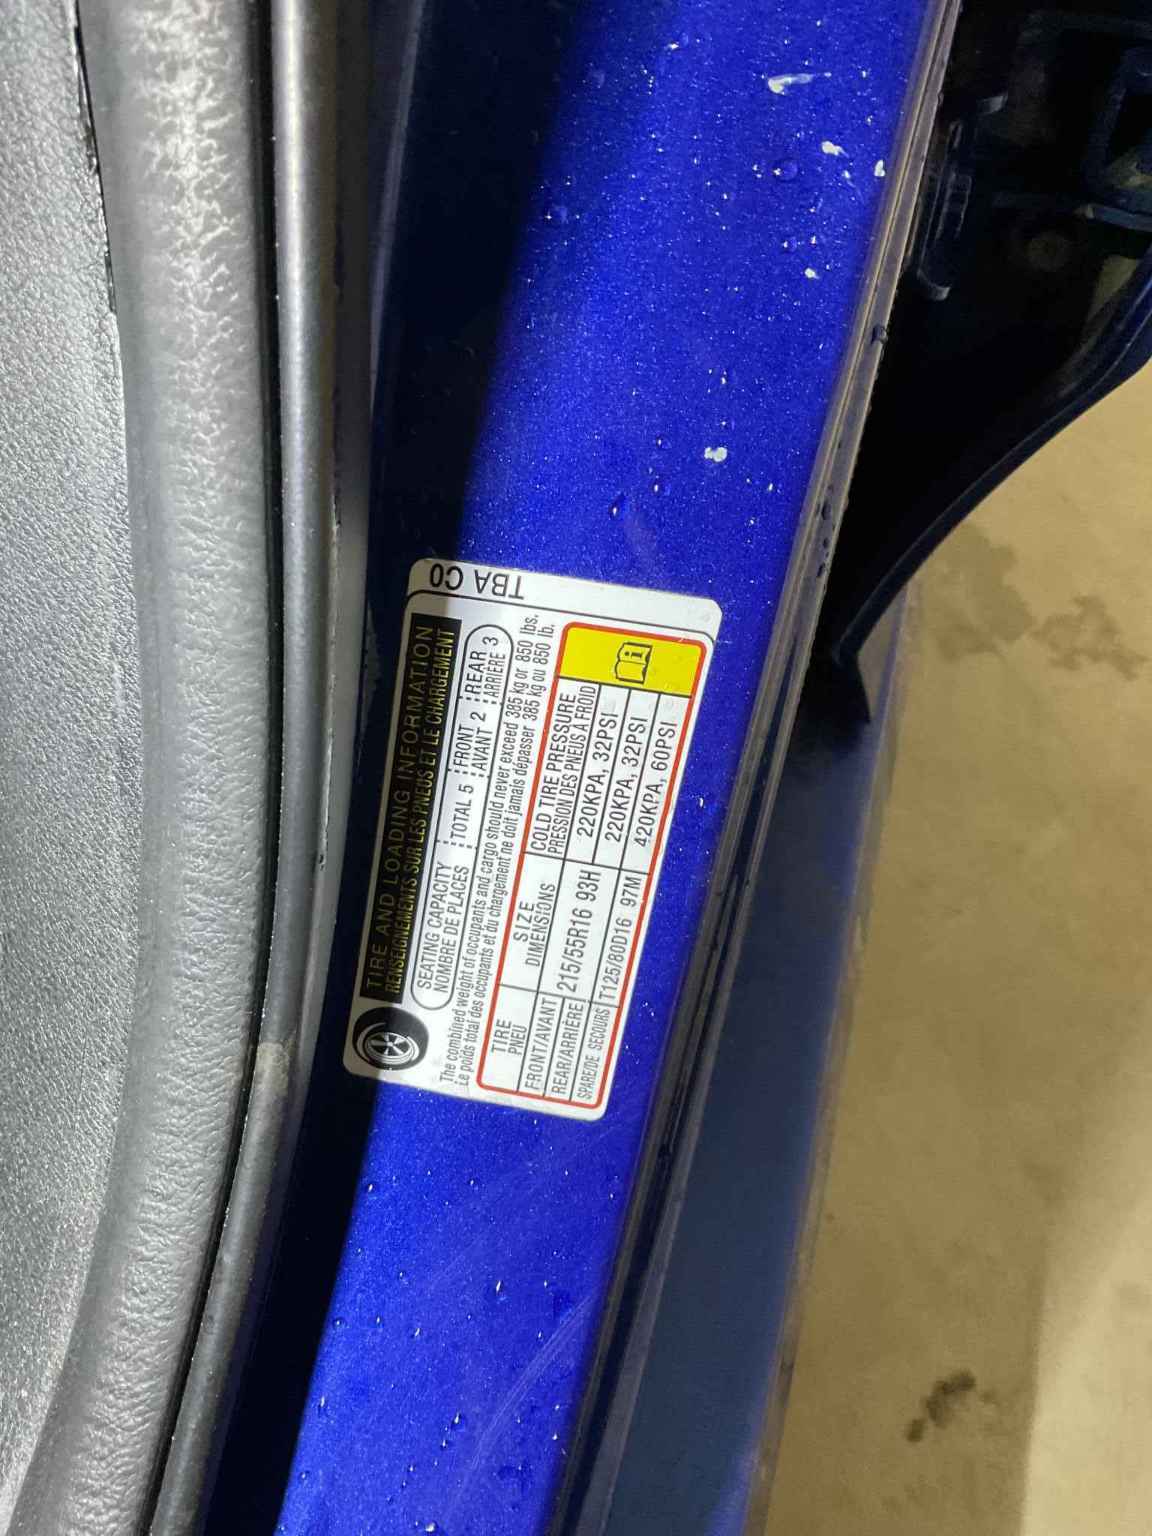 TBA C0
TIRE AND LOADING INFORMATION
RENSEIGNEMENTS SUR LES PNEUS ET LE CHARGEMENT
SEATING CAPACITY TOTAL 5 FRONT 2 REAR 3
NOMBRE DE PLACES AVANT ARRIÈRE
The combined weight of occupants and cargo should never exceed 385 kg or 850 lbs.
Le poids total des occupants et du chargement ne doit jamais dépasser 385 kg ou 850 lb.
TIRE SIZE COLD TIRE PRESSURE
PNEU DIMENSIONS PRESSION DES PNEUS À FROID
FRONT/AVANT 215/55R16 93H 220KPA, 32PSI
REAR/ARRIÈRE 220KPA, 32PSI
SPARE/DE SECOURS T125/80D16 97M 420KPA, 60PSI